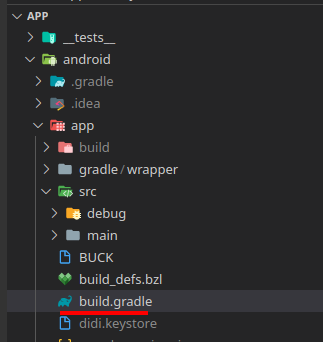 APP
__tests__
android
.gradle
.idea
app
build
gradle/wrapper
src
debug
main
BUCK
build_defs.bzl
build.gradle
didi.keystore